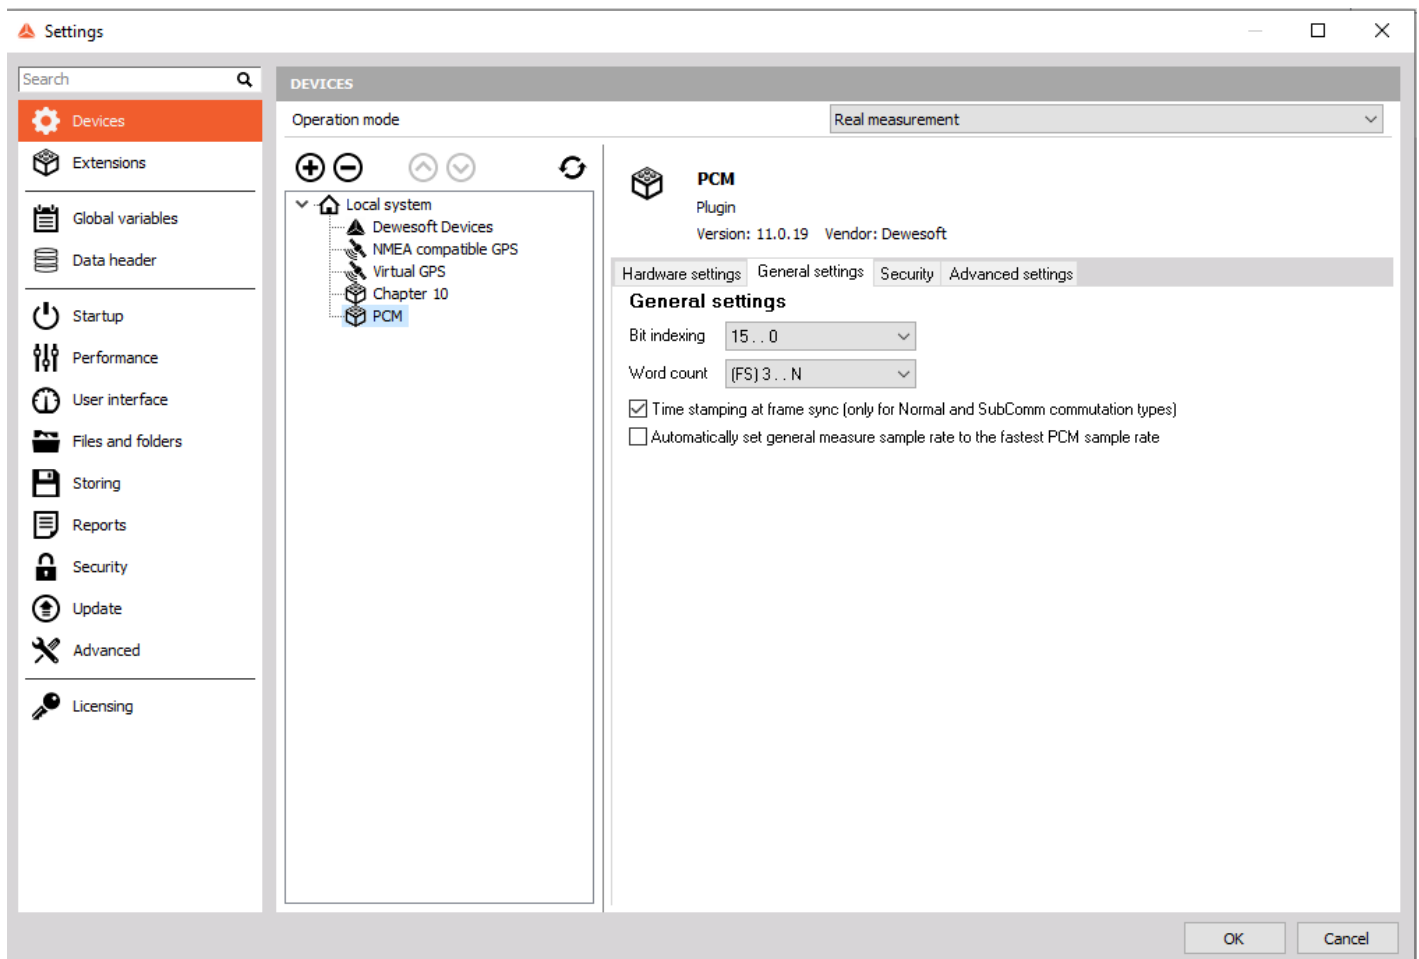 Settings
Search
DEVICES
Devices
Operation mode
Real measurement
Extensions
Global variables
Data header
Startup
Performance
User interface
Files and folders
Storing
Reports
Security
Update
Advanced
Licensing
Local system
Dewesoft Devices
NMEA compatible GPS
Virtual GPS
Chapter 10
PCM
PCM
Plugin
Version: 11.0.19 Vendor: Dewesoft
Hardware settings General settings Security Advanced settings
General settings
Bit indexing 15 . . 0
Word count (FS) 3 . . N
Time stamping at frame sync (only for Normal and SubComm commutation types)
Automatically set general measure sample rate to the fastest PCM sample rate
OK Cancel